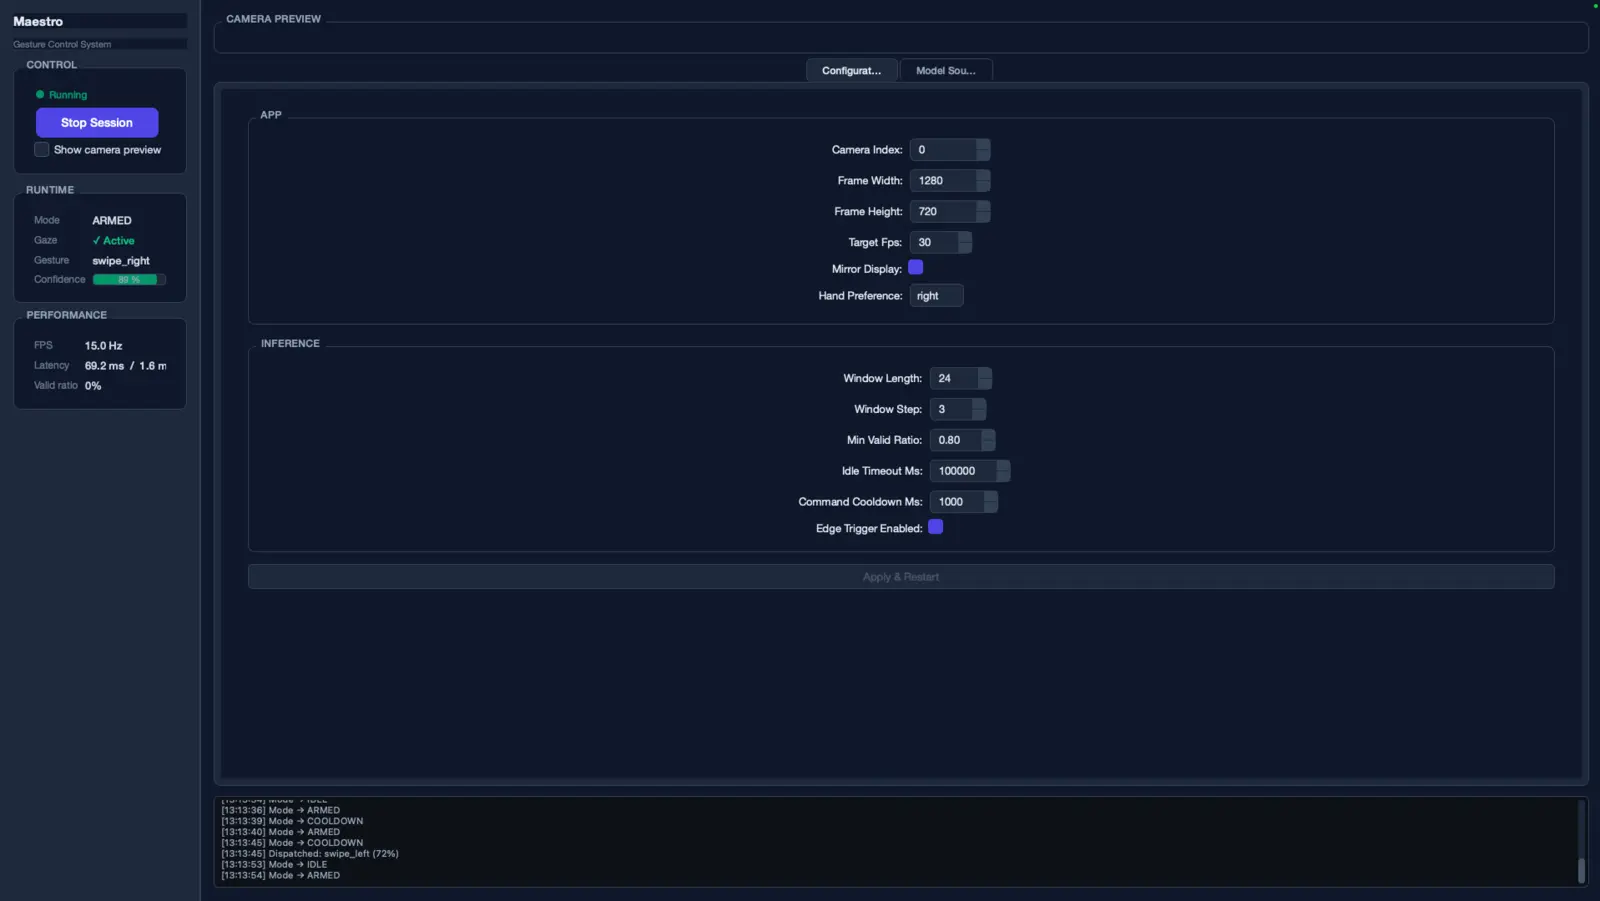 Maestro
Gesture Control System
CONTROL
Running
Stop Session
Show camera preview
RUNTIME
Mode ARMED
Gaze ✓ Active
Gesture swipe_right
Confidence 89 %
PERFORMANCE
FPS 15.0 Hz
Latency 69.2 ms / 1.6 m
Valid ratio 0%
CAMERA PREVIEW
Configurat... Model Sou...
APP
Camera Index: 0
Frame Width: 1280
Frame Height: 720
Target Fps: 30
Mirror Display:
Hand Preference: right
INFERENCE
Window Length: 24
Window Step: 3
Min Valid Ratio: 0.80
Idle Timeout Ms: 100000
Command Cooldown Ms: 1000
Edge Trigger Enabled:
Apply & Restart
[13:13:34] Mode → IDLE
[13:13:36] Mode → ARMED
[13:13:39] Mode → COOLDOWN
[13:13:40] Mode → ARMED
[13:13:45] Mode → COOLDOWN
[13:13:45] Dispatched: swipe_left (72%)
[13:13:53] Mode → IDLE
[13:13:54] Mode → ARMED